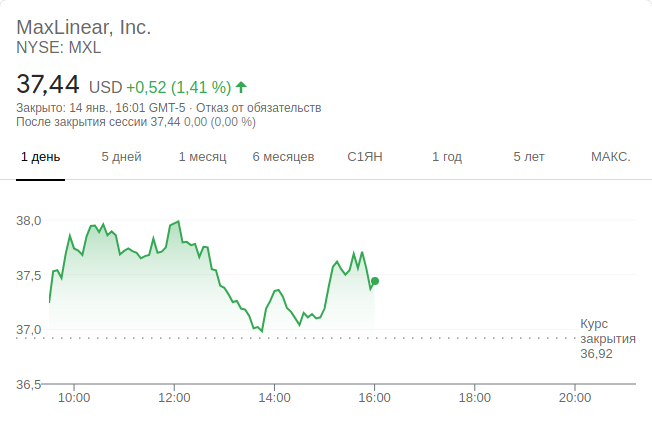 MaxLinear, Inc.
NYSE: MXL
37,44 USD +0,52 (1,41 %)
Закрыто: 14 янв., 16:01 GMT-5 · Отказ от обязательств
После закрытия сессии 37,44 0,00 (0,00 %)
1 день 5 дней 1 месяц 6 месяцев С1ЯН 1 год 5 лет МАКС.
38,0
37,5
37,0
Курс
закрытия
36,92
36,5
10:00 12:00 14:00 16:00 18:00 20:00